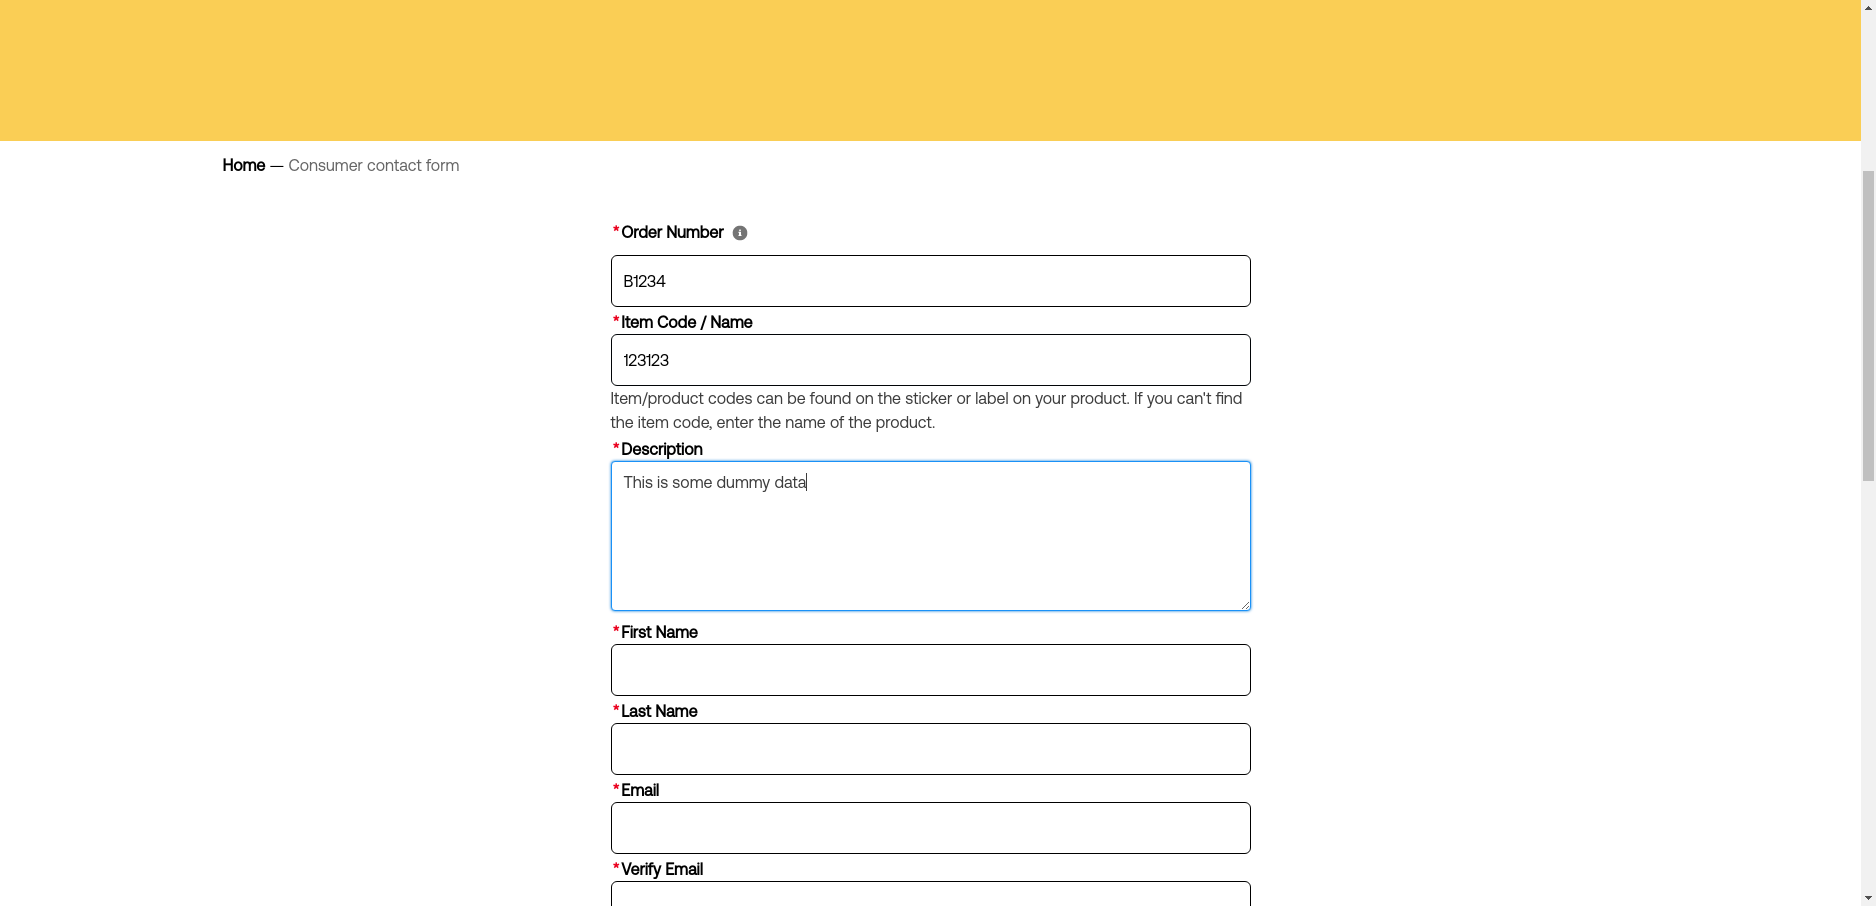 Home — Consumer contact form
*Order Number
B1234
*Item Code / Name
123123
Item/product codes can be found on the sticker or label on your product. If you can't find
the item code, enter the name of the product.
*Description
This is some dummy data
*First Name
*Last Name
*Email
*Verify Email